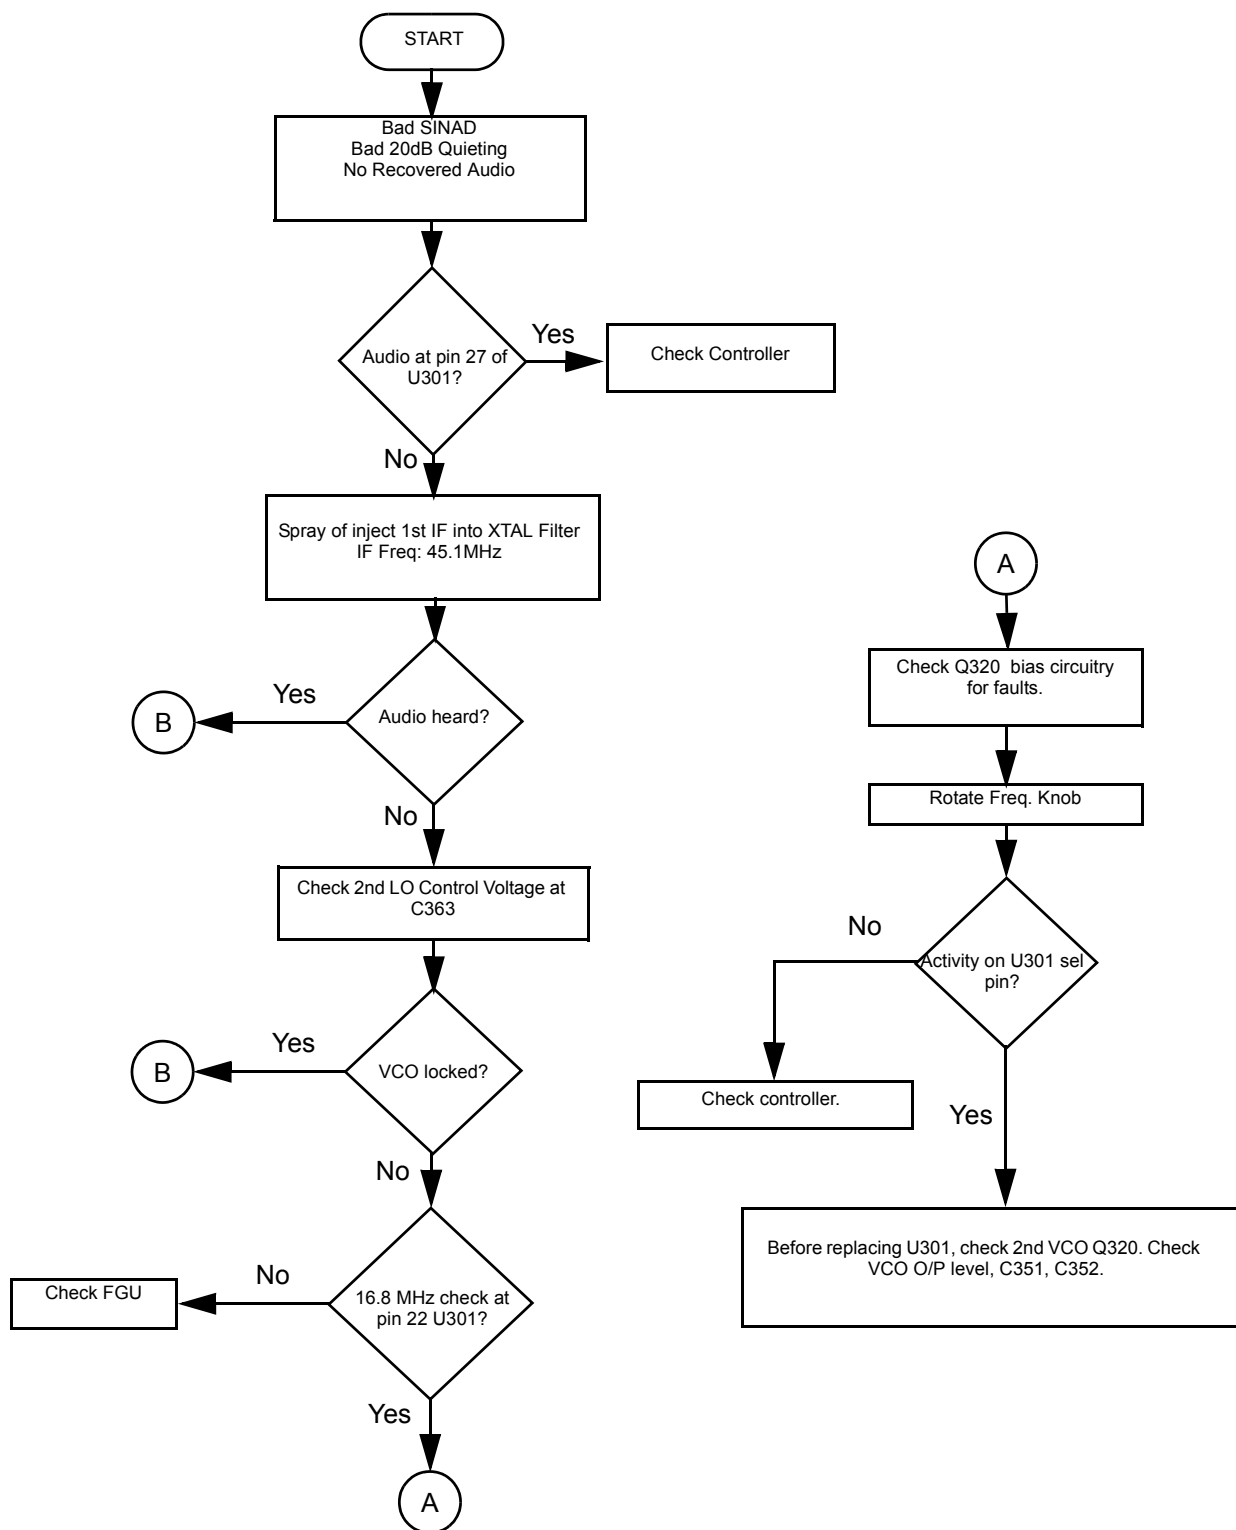 START
Bad SINAD
Bad 20dB Quieting
No Recovered Audio
Audio at pin 27 of
U301?
Yes
Check Controller
No
Spray of inject 1st IF into XTAL Filter
IF Freq: 45.1MHz
Audio heard?
Yes
B
No
Check 2nd LO Control Voltage at
C363
VCO locked?
Yes
B
No
16.8 MHz check at
pin 22 U301?
No
Check FGU
Yes
A
A
Check Q320 bias circuitry
for faults.
Rotate Freq. Knob
Activity on U301 sel
pin?
No
Check controller.
Yes
Before replacing U301, check 2nd VCO Q320. Check
VCO O/P level, C351, C352.